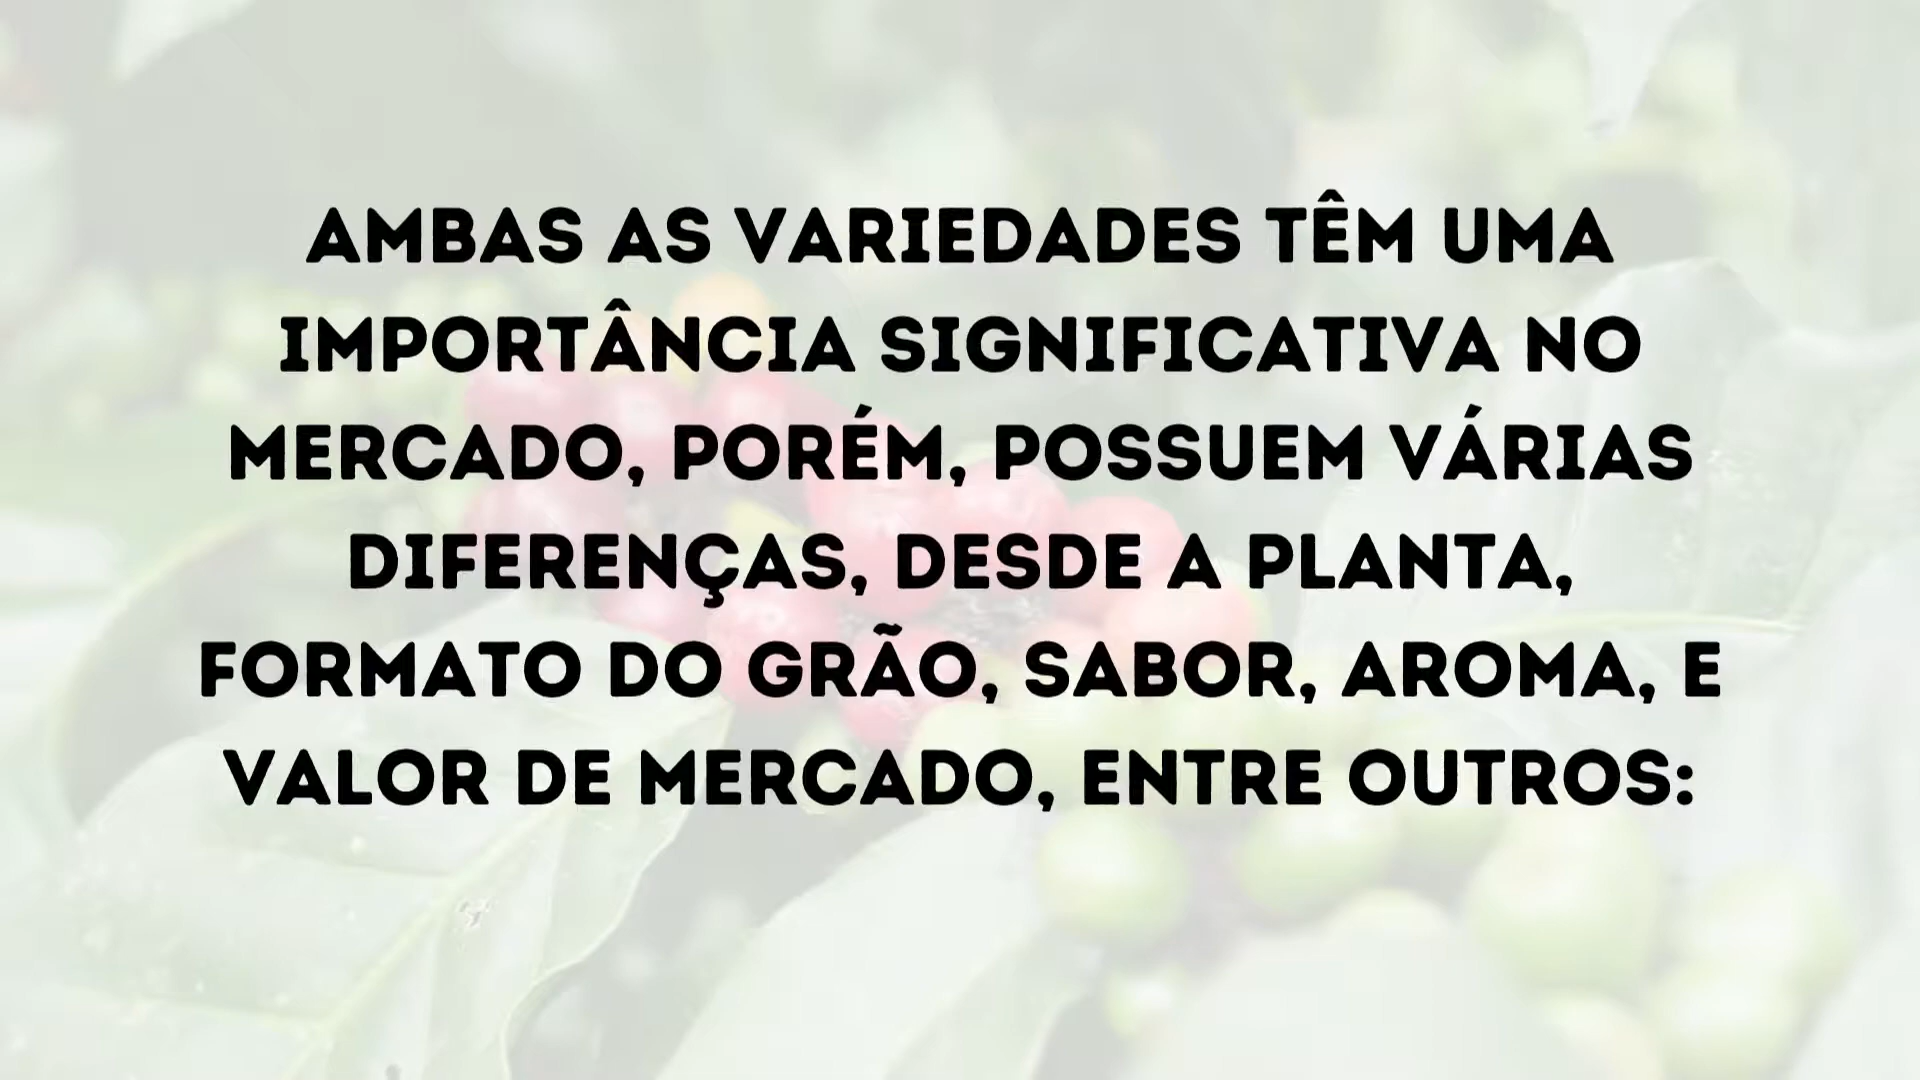 AMBAS AS VARIEDADES TÊM UMA
IMPORTÂNCIA SIGNIFICATIVA NO
MERCADO, PORÉM, POSSUEM VÁRIAS
DIFERENÇAS, DESDE A PLANTA,
FORMATO DO GRÃO, SABOR, AROMA, E
VALOR DE MERCADO, ENTRE OUTROS: